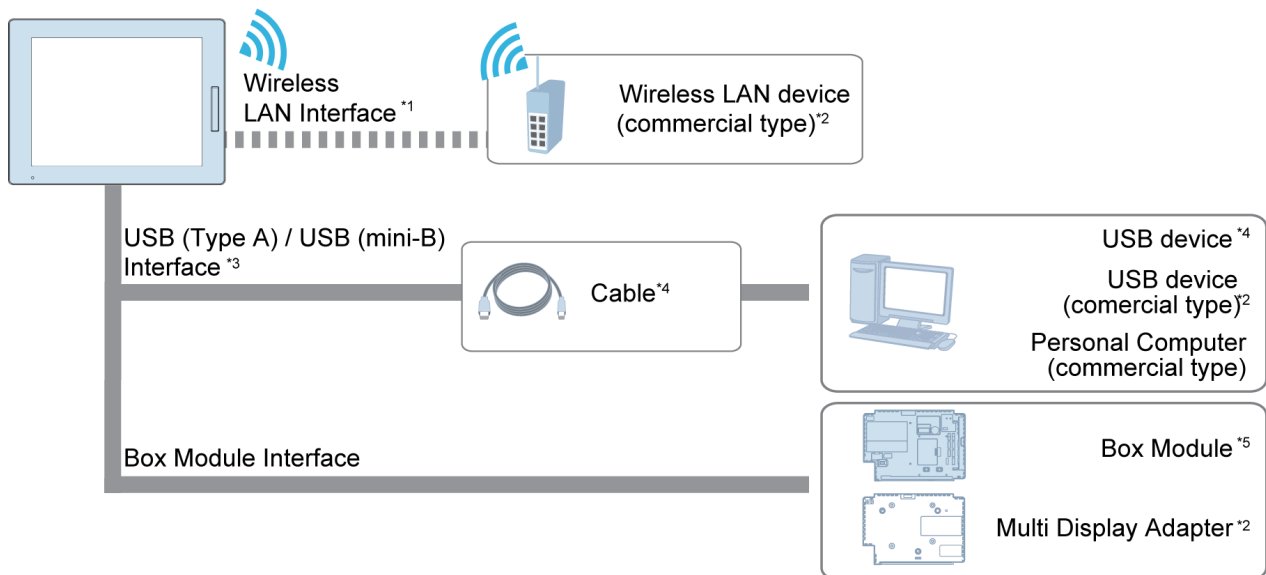 Wireless
LAN Interface *1
Wireless LAN device
(commercial type)*2
USB (Type A) / USB (mini-B)
Interface *3
Cable*4
USB device *4
USB device
(comercial type)*2
Personal Computer
(commercial type)
Box Module Interface
Box Module *5
Multi Display Adapter *2